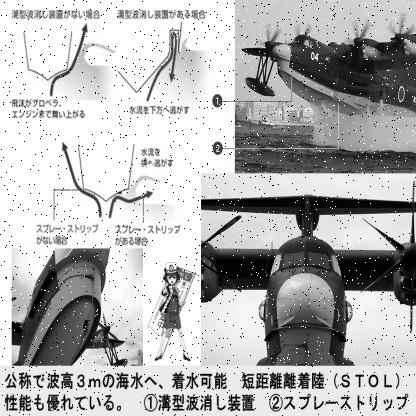 溝型波消し装置がない場合
溝型波消し装置がある場合
飛沫がプロペラ、
エンジンまで舞い上がる
水流を下方へ逃がす
04
0
①
②
水流を
横へ逃がす
スプレー・ストリップ
がない場合
スプレー・ストリップ
がある場合
公称で波高３ｍの海水へ、着水可能　短距離離着陸（ＳＴＯＬ）
性能も優れている。　①溝型波消し装置　②スプレーストリップ